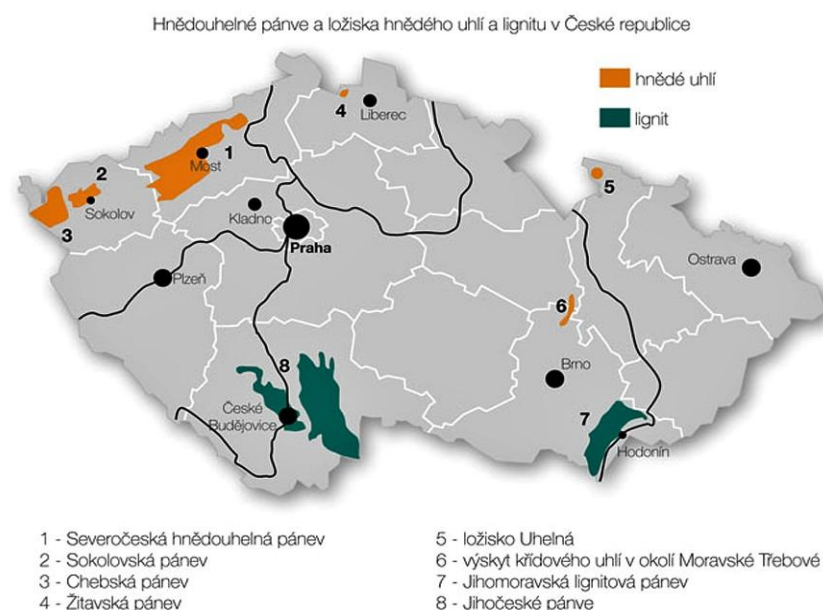 Hnědouhelné pánve a ložiska hnědého uhlí a lignitu v České republice
hnědé uhlí
lignit
4
Liberec
1
Most
2
Sokolov
3
5
Kladno
Praha
Plzeň
Ostrava
6
8
Brno
České
Budějovice
7
Hodonín
1 - Severočeská hnědouhelná pánev
2 - Sokolovská pánev
3 - Chebská pánev
4 - Žitavská pánev
5 - ložisko Uhelná
6 - výskyt křídového uhlí v okolí Moravské Třebové
7 - Jihomoravská lignitová pánev
8 - Jihočeské pánve